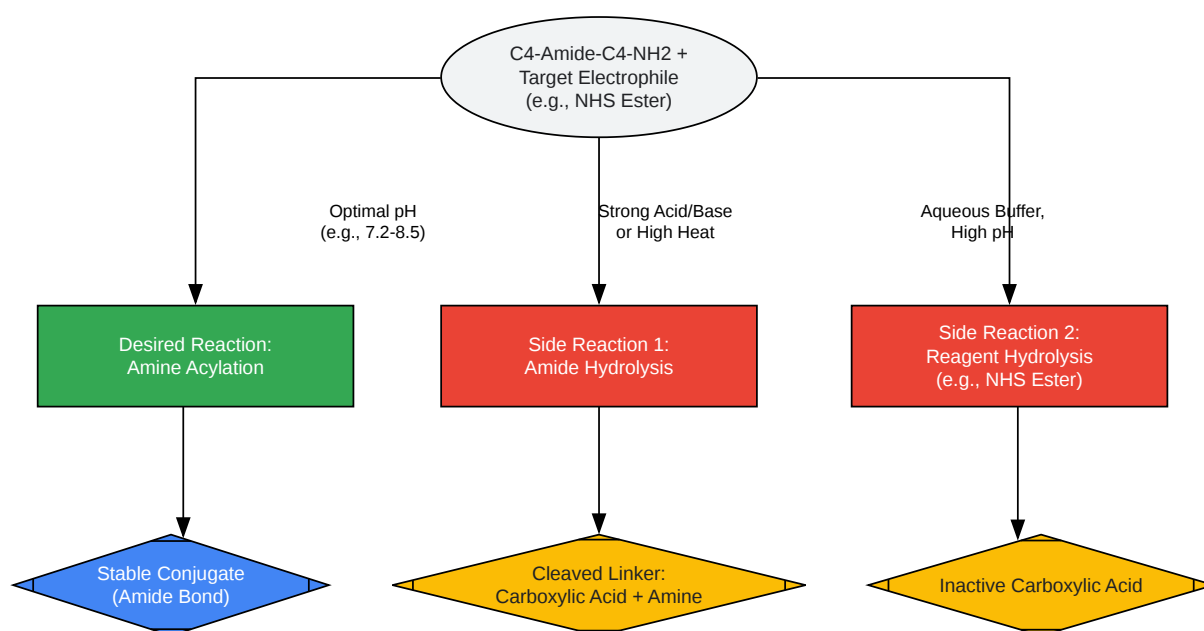 C4-Amide-C4-NH2 +
Target Electrophile
(e.g., NHS Ester)
Optimal pH
(e.g., 7.2-8.5)
Strong Acid/Base
or High Heat
Aqueous Buffer,
High pH
Desired Reaction:
Amine Acylation
Side Reaction 1:
Amide Hydrolysis
Side Reaction 2:
Reagent Hydrolysis
(e.g., NHS Ester)
Stable Conjugate
(Amide Bond)
Cleaved Linker:
Carboxylic Acid + Amine
Inactive Carboxylic Acid